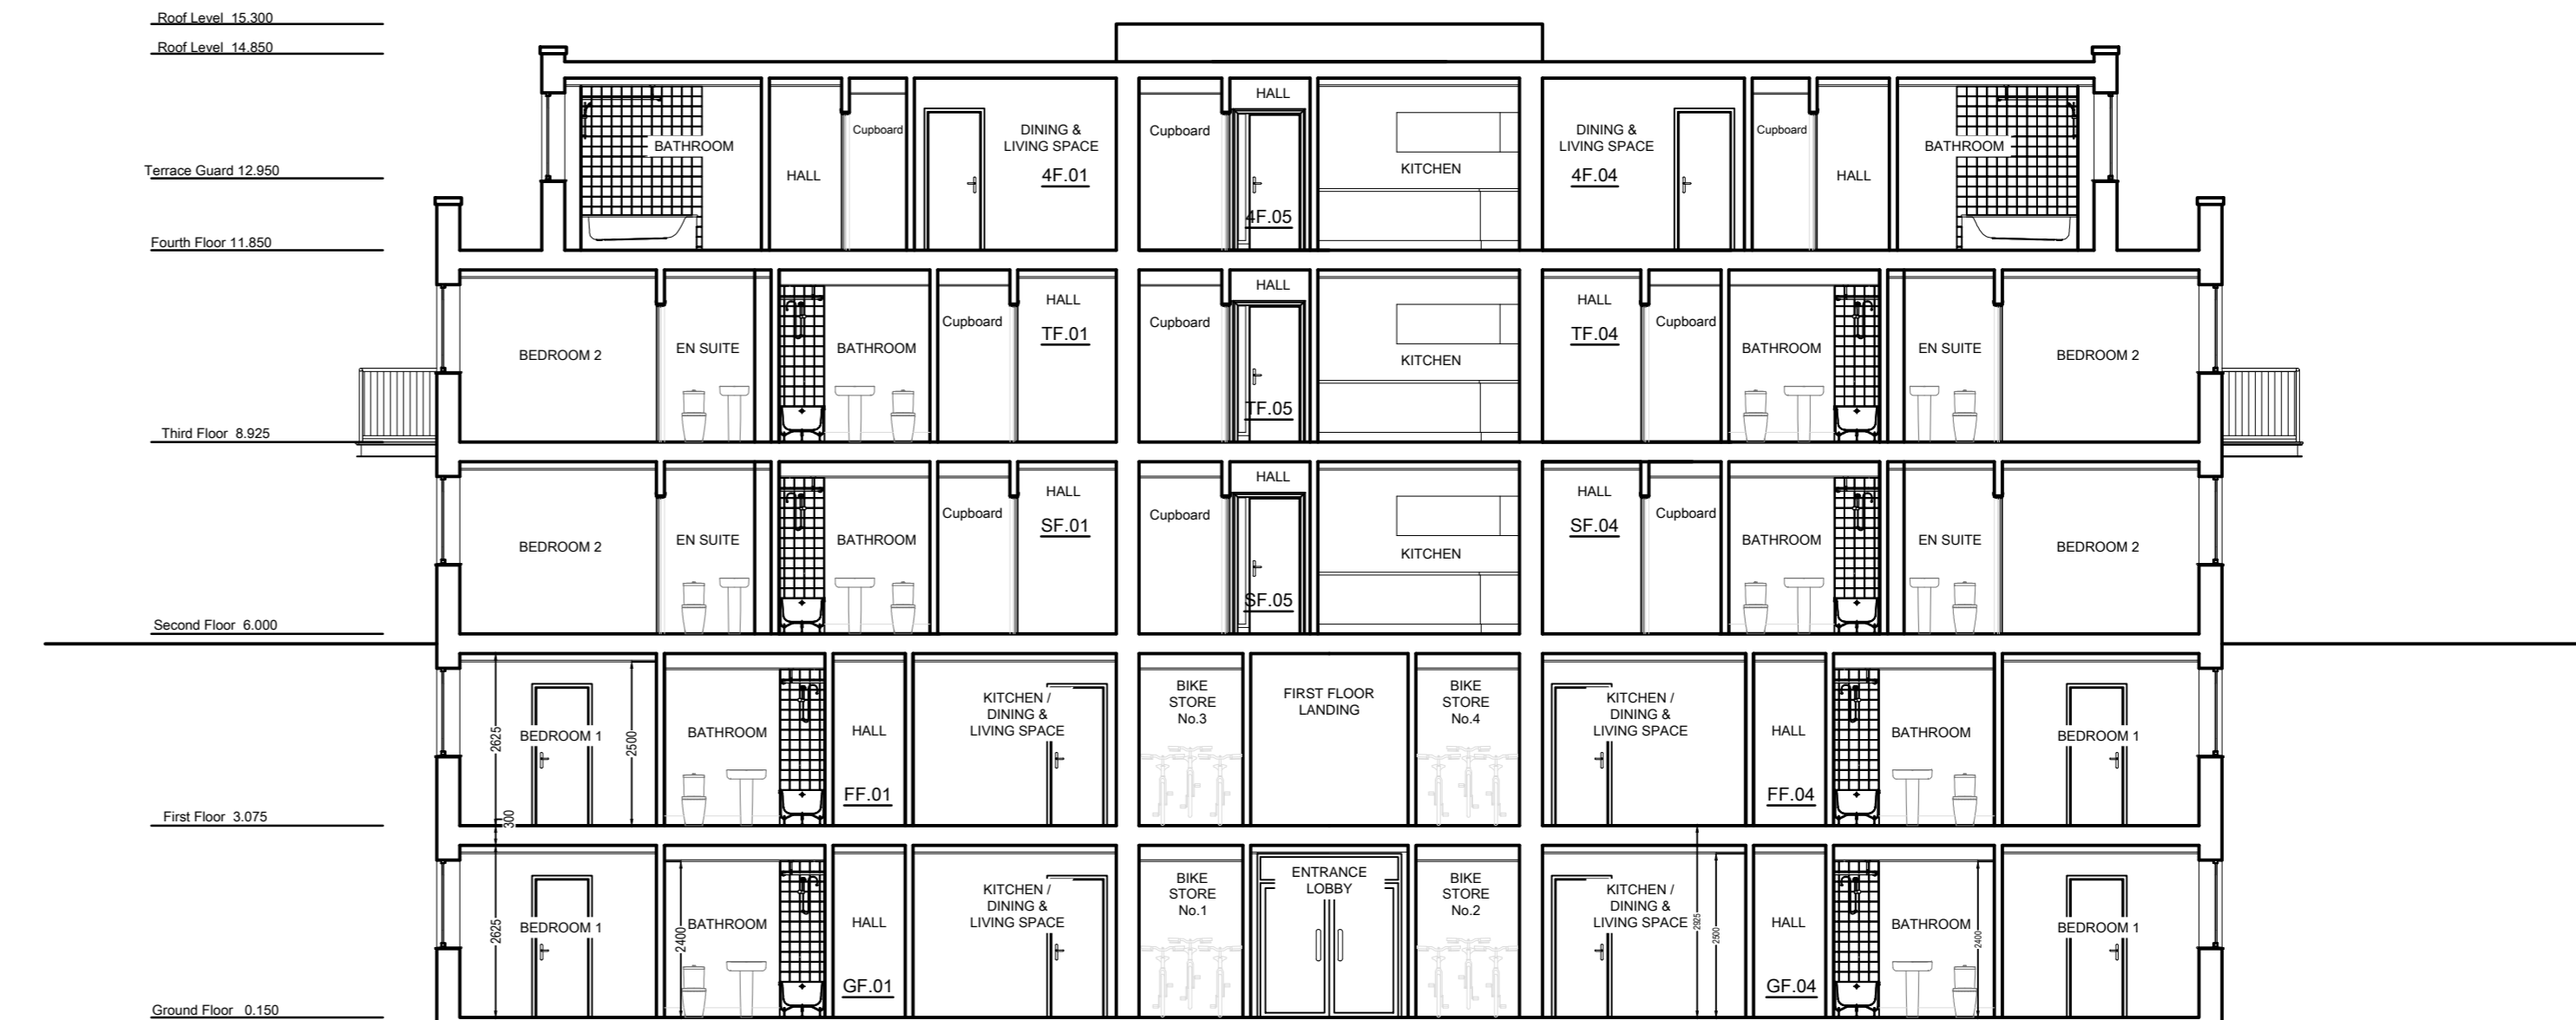 Roof Level 15.300
Roof Level 14.850
Terrace Guard 12.950
Fourth Floor 11.850
Third Floor 8.925
Second Floor 6.000
First Floor 3.075
Ground Floor 0.150
BATHROOM
HALL
Cupboard
DINING &
LIVING SPACE
4F.01
Cupboard
HALL
4F.05
KITCHEN
DINING &
LIVING SPACE
4F.04
Cupboard
HALL
BATHROOM
BEDROOM 2
EN SUITE
BATHROOM
Cupboard
HALL
TF.01
Cupboard
HALL
TF.05
KITCHEN
HALL
TF.04
Cupboard
BATHROOM
EN SUITE
BEDROOM 2
BEDROOM 2
EN SUITE
BATHROOM
Cupboard
HALL
SF.01
Cupboard
HALL
SF.05
KITCHEN
HALL
SF.04
Cupboard
BATHROOM
EN SUITE
BEDROOM 2
2625
300
BEDROOM 1
2500
BATHROOM
HALL
FF.01
KITCHEN /
DINING &
LIVING SPACE
BIKE
STORE
No.3
FIRST FLOOR
LANDING
BIKE
STORE
No.4
KITCHEN /
DINING &
LIVING SPACE
HALL
FF.04
BATHROOM
BEDROOM 1
2625
BEDROOM 1
2400
BATHROOM
HALL
GF.01
KITCHEN /
DINING &
LIVING SPACE
BIKE
STORE
No.1
ENTRANCE
LOBBY
BIKE
STORE
No.2
KITCHEN /
DINING &
LIVING SPACE
2925
2500
HALL
GF.04
BATHROOM
2400
BEDROOM 1